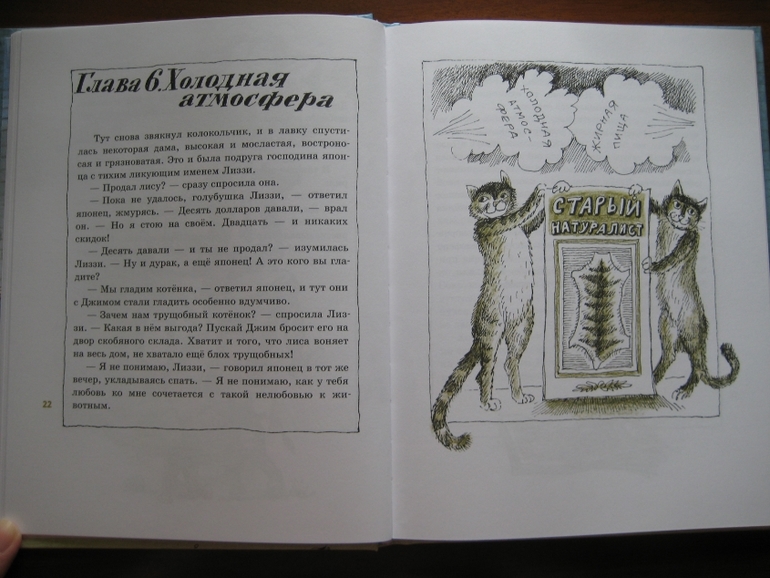 Глава 6. Холодная
атмосфера
Тут снова звякнул колокольчик, и в лавку спусти-
лась некоторая дама, высокая и мосластая, востроно-
сая и грязноватая. Это и была подруга господина япон-
ца с тихим ликующим именем Лиззи.
— Продал лису? — сразу спросила она.
— Пока не удалось, голубушка Лиззи, — ответил
японец, жмурясь. — Десять долларов давали, — врал
он. — Но я стою на своём. Двадцать — и никаких
скидок!
— Десять давали — и ты не продал? — изумилась
Лиззи. — Ну и дурак, а ещё японец! А это кого вы гла-
дите?
— Мы гладим котёнка, — ответил японец, и тут они
с Джимом стали гладить особенно вдумчиво.
— Зачем нам трущобный котёнок? — спросила Лиз-
зи. — Какая в нём выгода? Пускай Джим бросит его на
двор скобяного склада. Хватит и того, что лиса воняет
на весь дом, не хватало ещё блох трущобных!
— Я не понимаю, Лиззи, — говорил японец в тот же
вечер, укладываясь спать. — Я не понимаю, как у тебя
любовь ко мне сочетается с такой нелюбовью к жи-
вотным.
22
ХОЛОДНАЯ
АТМОС-
ФЕРА
ЖИРНАЯ
ПИЩА
СТАРЫЙ
НАТУРАЛИСТ